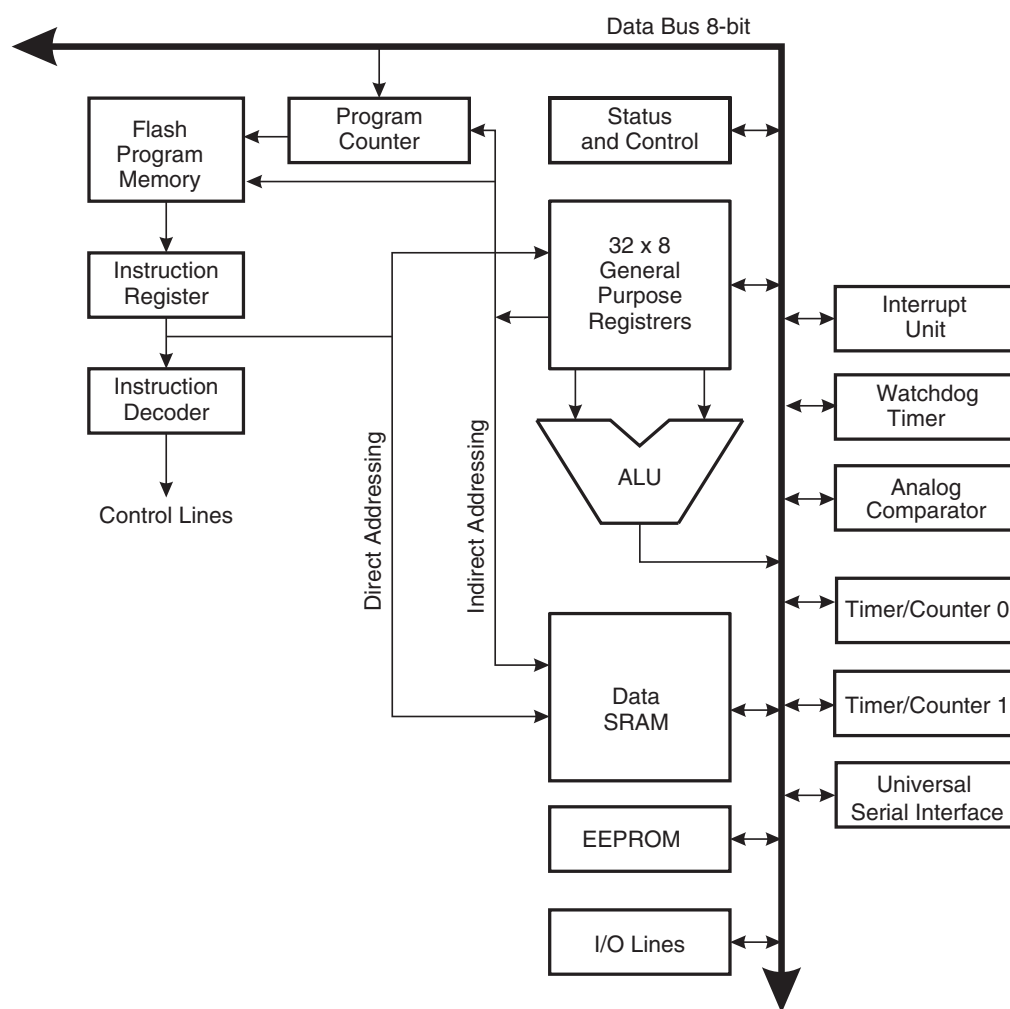 Data Bus 8-bit
Flash
Program
Memory
Program
Counter
Status
and Control
32 x 8
General
Purpose
Registrers
Instruction
Register
Interrupt
Unit
Instruction
Decoder
Watchdog
Timer
ALU
Analog
Comparator
Control Lines
Direct Addressing
Indirect Addressing
Timer/Counter 0
Data
SRAM
Timer/Counter 1
Universal
Serial Interface
EEPROM
I/O Lines